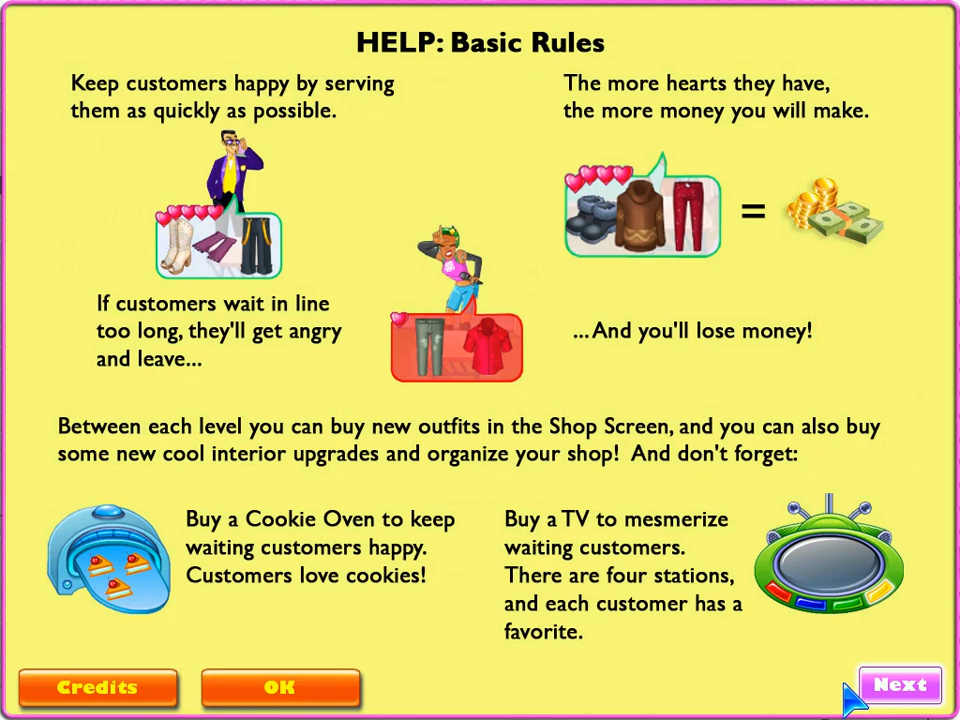 HELP: Basic Rules
Keep customers happy by serving
them as quickly as possible.
The more hearts they have,
the more money you will make.
=
If customers wait in line
too long, they'll get angry
and leave...
... And you'll lose money!
Between each level you can buy new outfits in the Shop Screen, and you can also buy
some new cool interior upgrades and organize your shop! And don't forget:
Buy a Cookie Oven to keep
waiting customers happy.
Customers love cookies!
Buy a TV to mesmerize
waiting customers.
There are four stations,
and each customer has a
favorite.
Credits
OK
Next